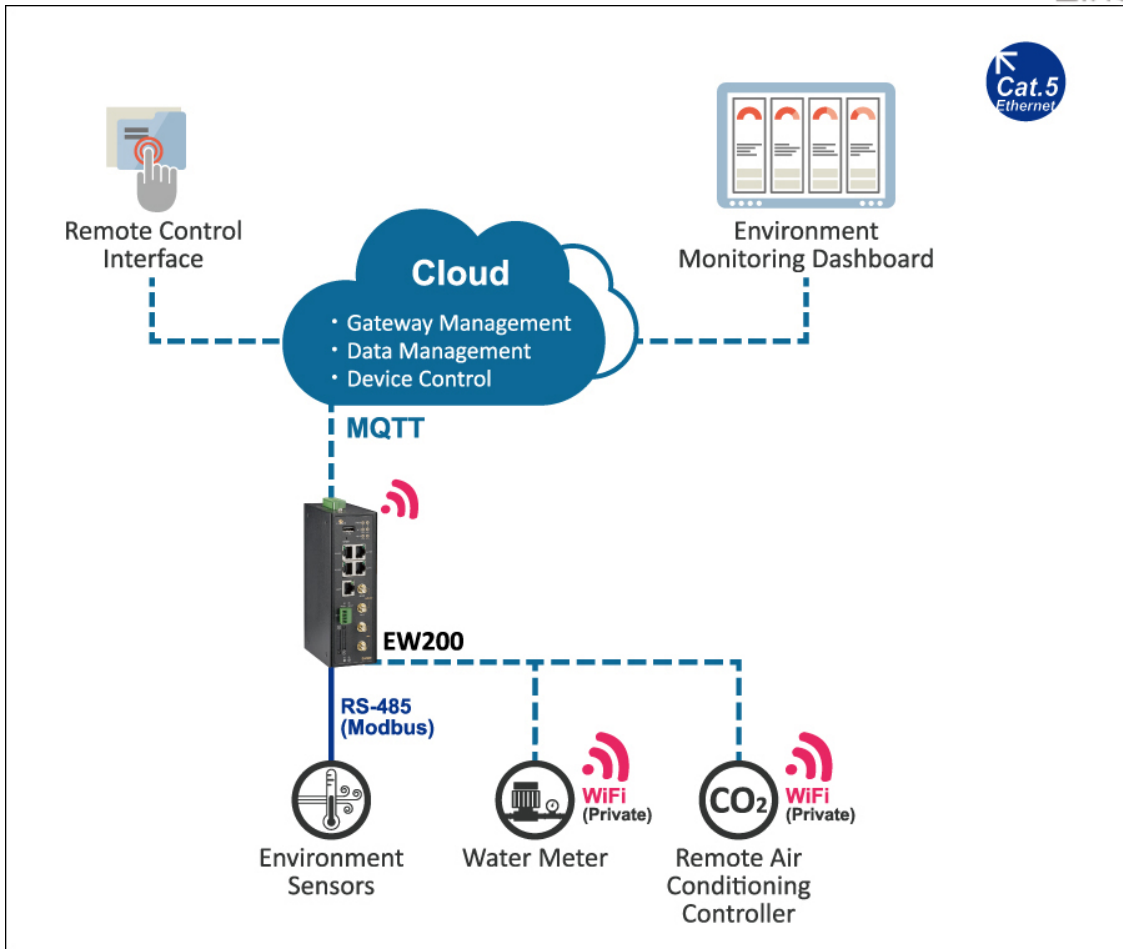 Cat.5
Ethernet
Remote Control
Interface
Environment
Monitoring Dashboard
Cloud
· Gateway Management
· Data Management
· Device Control
MQTT
EW200
RS-485
(Modbus)
WiFi
(Private)
CO₂
WiFi
(Private)
Environment
Sensors
Water Meter
Remote Air
Conditioning
Controller